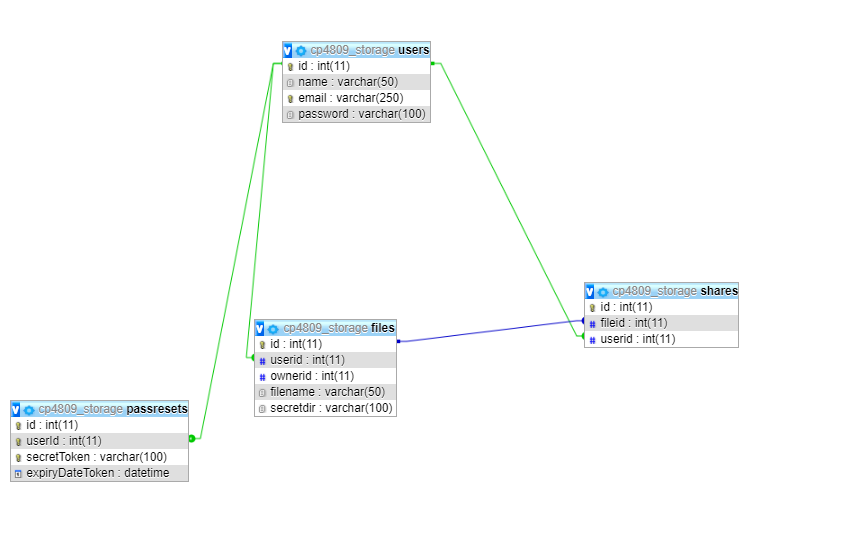 cp4809_storage users
id : int(11)
name : varchar(50)
email : varchar(250)
password : varchar(100)
cp4809_storage shares
id : int(11)
fileid : int(11)
userid : int(11)
cp4809_storage files
id : int(11)
userid : int(11)
ownerid : int(11)
filename : varchar(50)
secretdir : varchar(100)
cp4809_storage passresets
id : int(11)
userId : int(11)
secretToken : varchar(100)
expiryDateToken : datetime